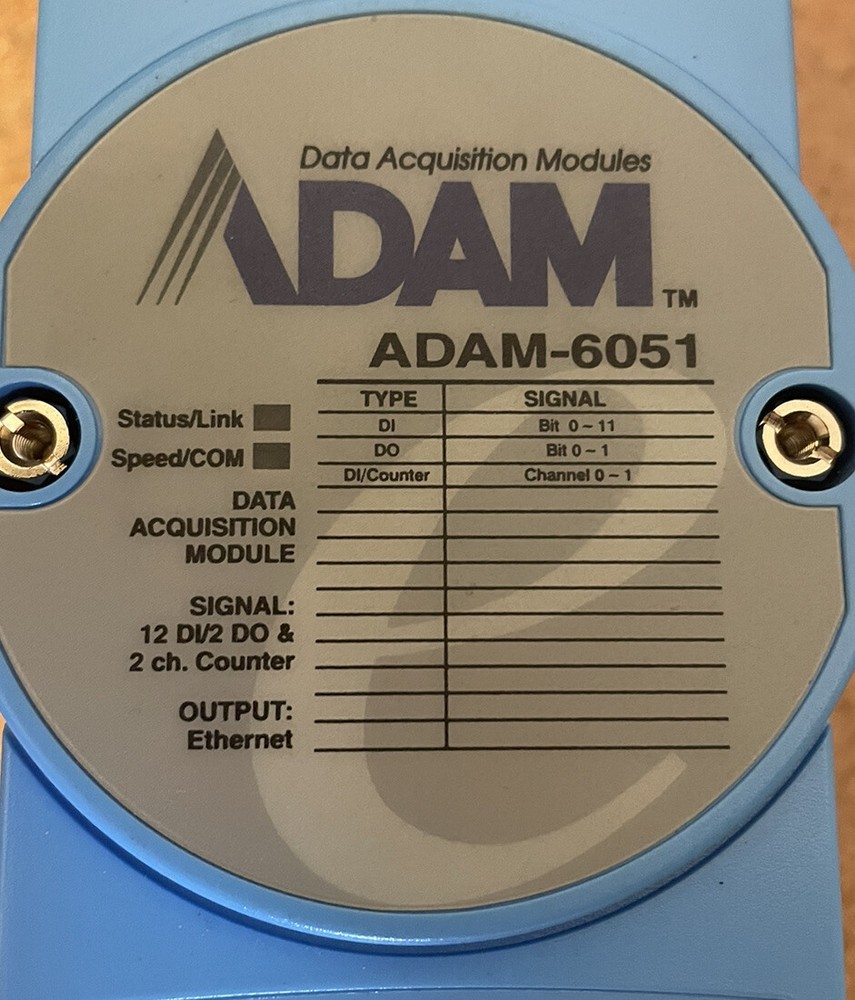 Data Acquisition Modules
ADAM TM
ADAM-6051
TYPE SIGNAL
Status/Link DI Bit 0 ~ 11
DO Bit 0 ~ 1
Speed/COM DI/Counter Channel 0 ~ 1
DATA
ACQUISITION
MODULE
SIGNAL:
12 DI/2 DO &
2 ch. Counter
OUTPUT:
Ethernet